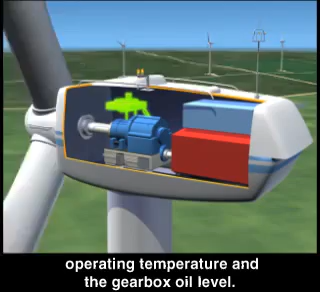 operating temperature and
the gearbox oil level.